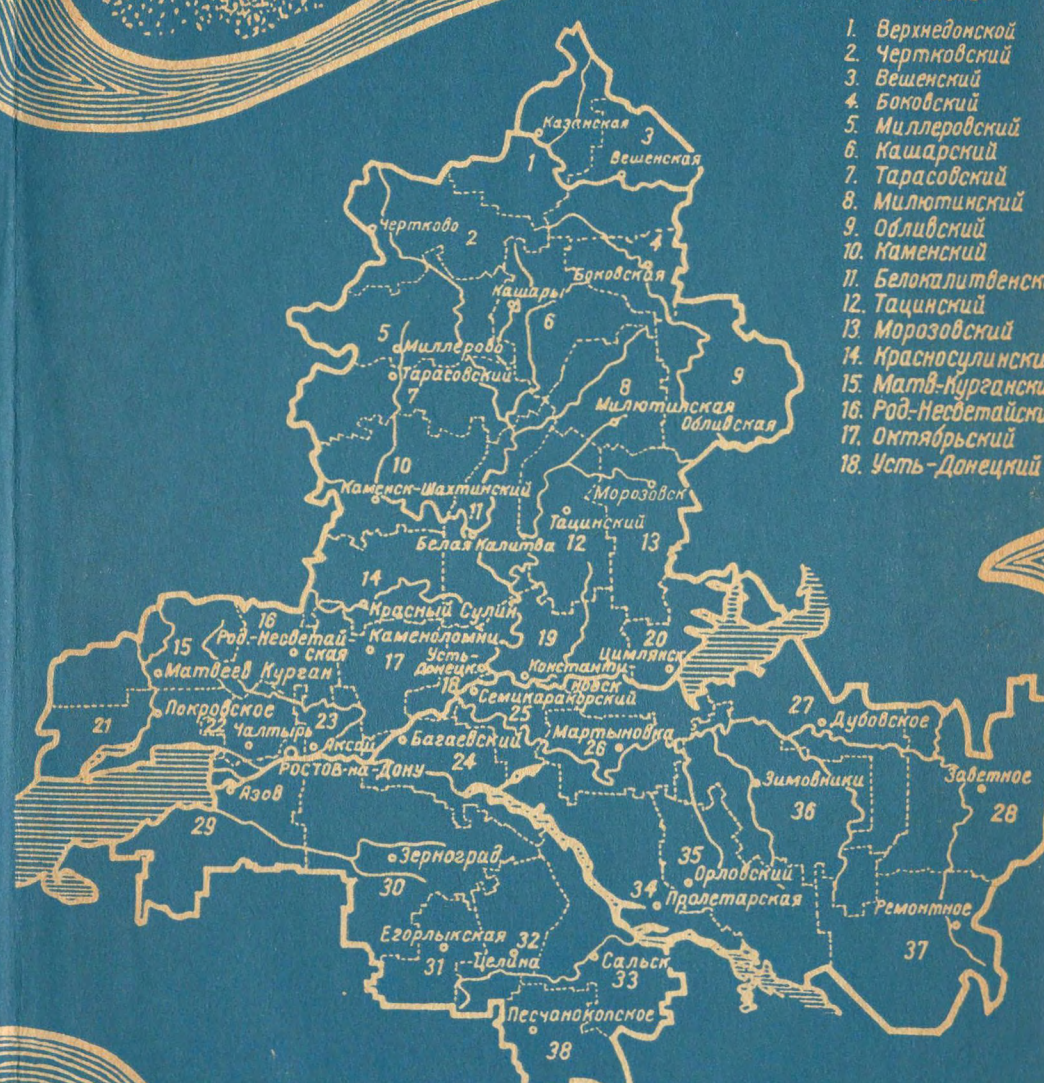 1. Верхнедонской
2. Чертковский
3. Вешенский
4. Боковский
5. Миллеровский
6. Кашарский
7. Тарасовский
8. Милютинский
9. Обливский
10. Каменский
11. Белокалитвенск
12. Тацинский
13. Морозовский
14. Красносулински
15. Матв.-Кургански
16. Род.-Несветайски
17. Октябрьский
18. Усть-Донецкий
Казанская
3
Вешенская
1
Чертково
2
4
Боковская
Кашары
6
5
Миллерово
Тарасовский
7
9
8
Милютинская
Обливская
10
Каменск-Шахтинский
Морозовск
11
Тацинский
Белая Калитва
12
13
14
Красный Сулин
16
15
Род.-Несветай
ская
Каменоломни
17
19
20
Усть-
Донецк
18
Константи-
новск
Цимлянск
Матвеев Курган
Семикаракорский
25
21
Покровское
22
23
Чалтырь
Аксай
Багаевский
24
Мартыновка
26
27
Дубовское
Ростов-на-Дону
Азов
29
Зимовники
36
Заветное
28
Зерноград
30
35
Орловский
34
Пролетарская
Ремонтное
37
Егорлыкская
31
32
Целина
Сальск
33
Песчанокопское
38